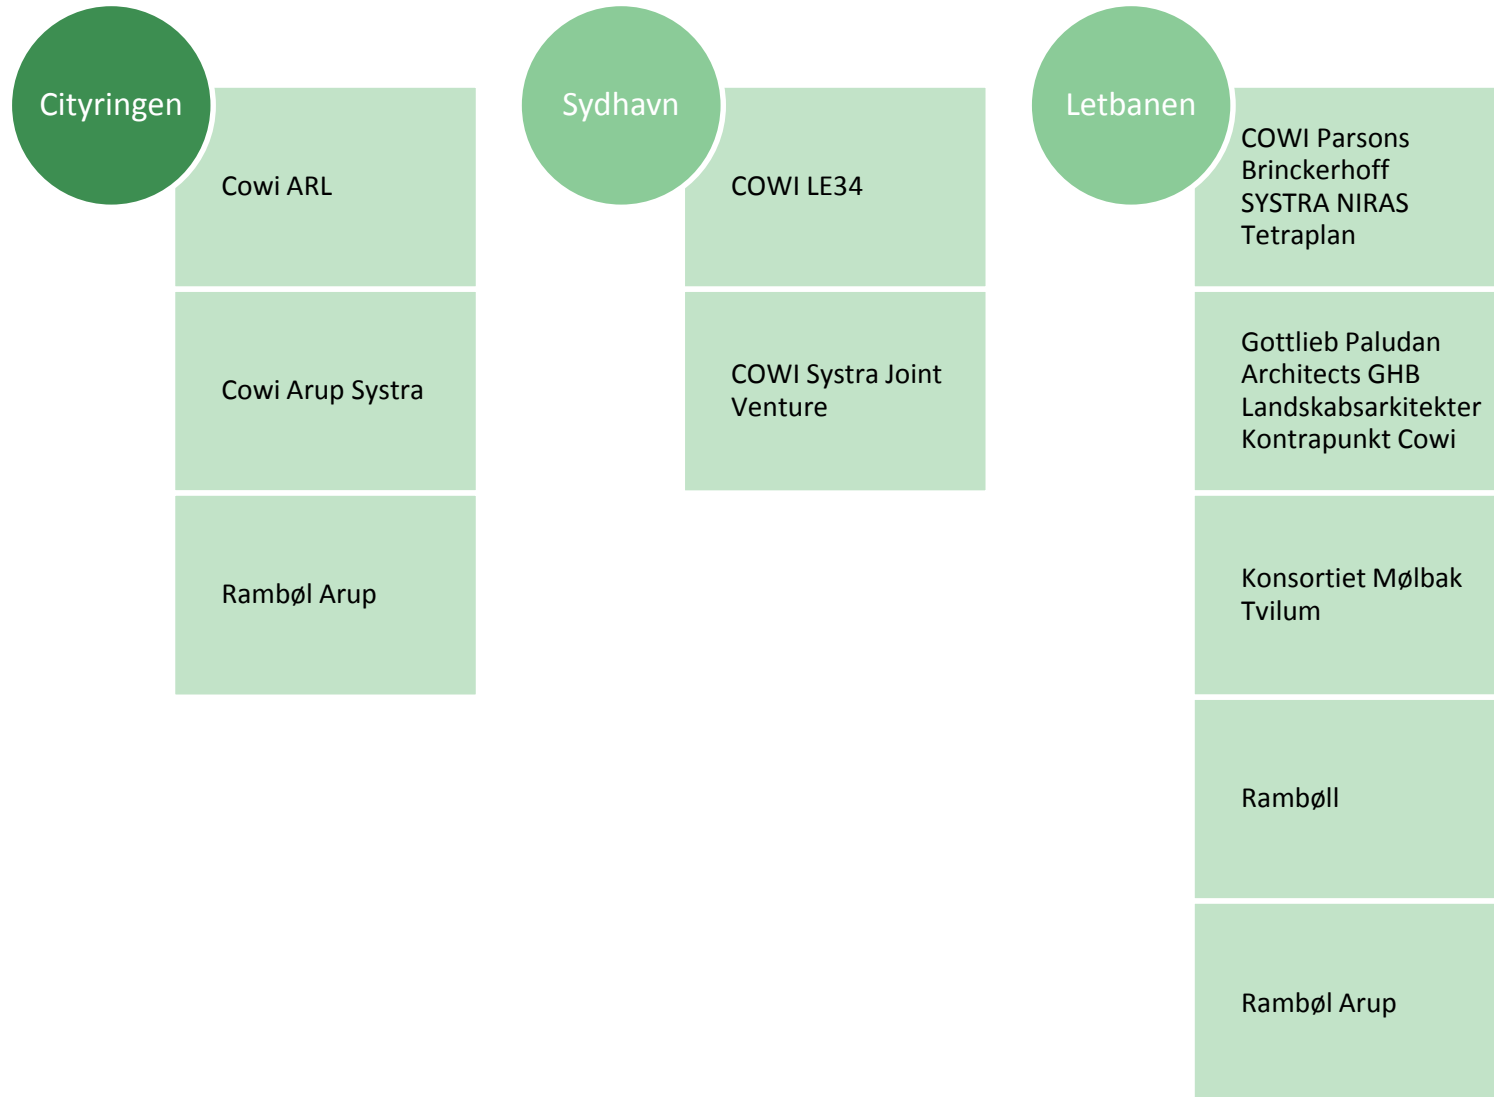 Cityringen
Cowi ARL
Cowi Arup Systra
Rambøl Arup
Sydhavn
COWI LE34
COWI Systra Joint
Venture
Letbanen
COWI Parsons
Brinckerhoff
SYSTRA NIRAS
Tetraplan
Gottlieb Paludan
Architects GHB
Landskabsarkitekter
Kontrapunkt Cowi
Konsortiet Mølbak
Tvilum
Rambøll
Rambøl Arup